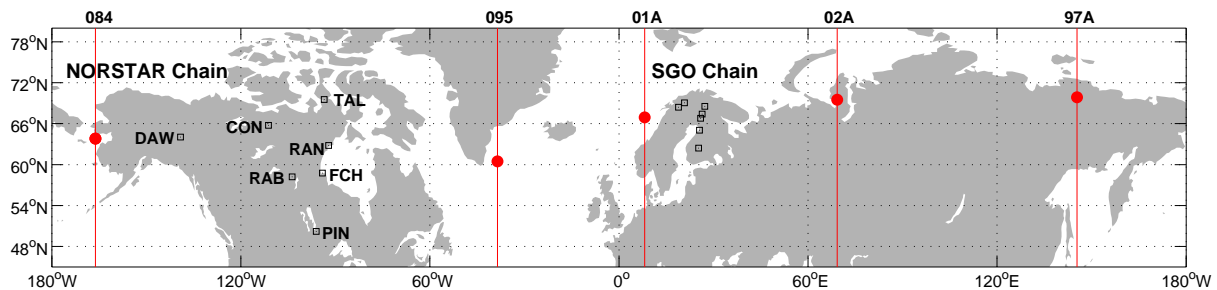 084 095 01A 02A 97A
78°N
72°N
NORSTAR Chain SGO Chain
TAL
66°N
CON
DAW
RAN
60°N
RAB FCH
54°N
PIN
48°N
180°W 120°W 60°W 0° 60°E 120°E 180°W